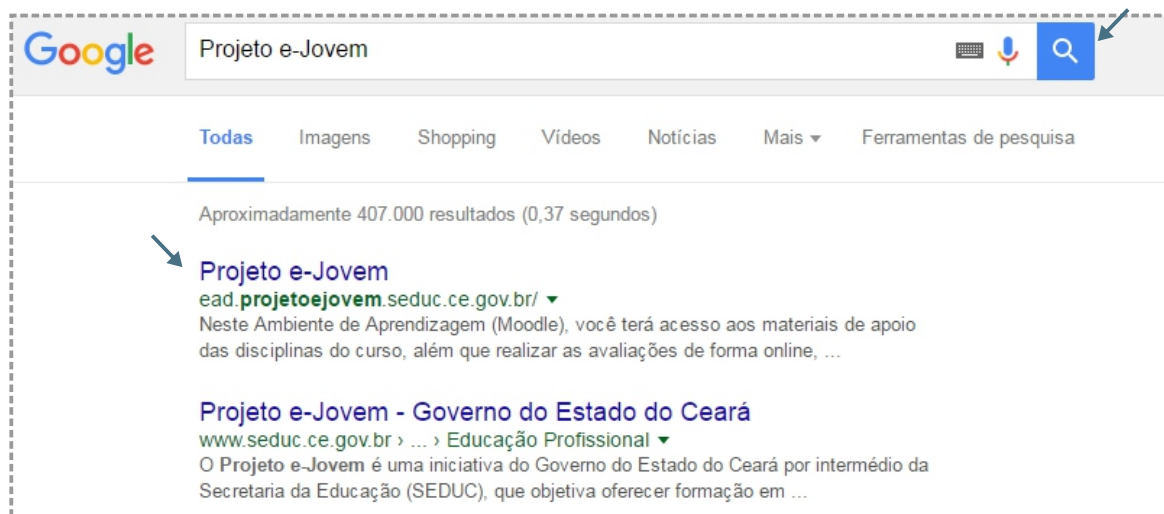 Google
Projeto e-Jovem
Todas Imagens Shopping Vídeos Notícias Mais Ferramentas de pesquisa
Aproximadamente 407.000 resultados (0,37 segundos)
Projeto e-Jovem
ead.projetoejovem.seduc.ce.gov.br/
Neste Ambiente de Aprendizagem (Moodle), você terá acesso aos materiais de apoio
das disciplinas do curso, além que realizar as avaliações de forma online, ...
Projeto e-Jovem - Governo do Estado do Ceará
www.seduc.ce.gov.br › ... › Educação Profissional
O Projeto e-Jovem é uma iniciativa do Governo do Estado do Ceará por intermédio da
Secretaria da Educação (SEDUC), que objetiva oferecer formação em ...